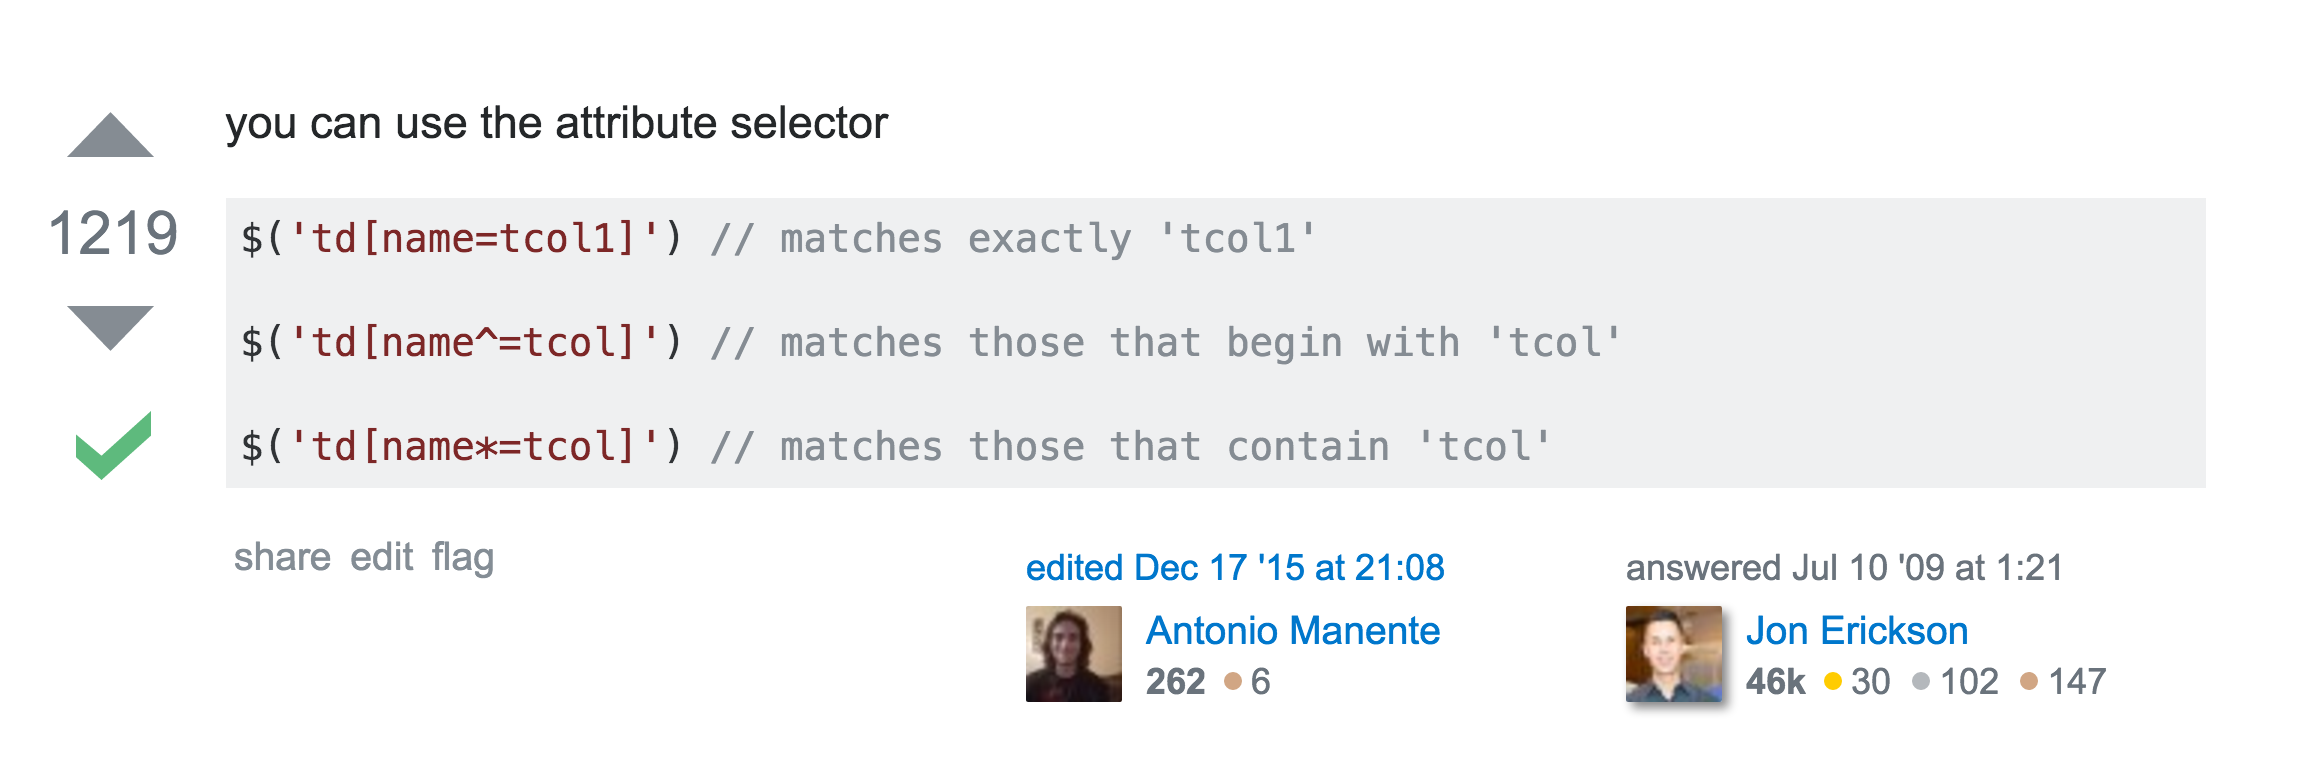 you can use the attribute selector
1219
$('td[name=tcol1]') // matches exactly 'tcol1'
$('td[name^=tcol]') // matches those that begin with 'tcol'
$('td[name*=tcol]') // matches those that contain 'tcol'
share edit flag
edited Dec 17 '15 at 21:08
Antonio Manente
262 6
answered Jul 10 '09 at 1:21
Jon Erickson
46k 30 102 147